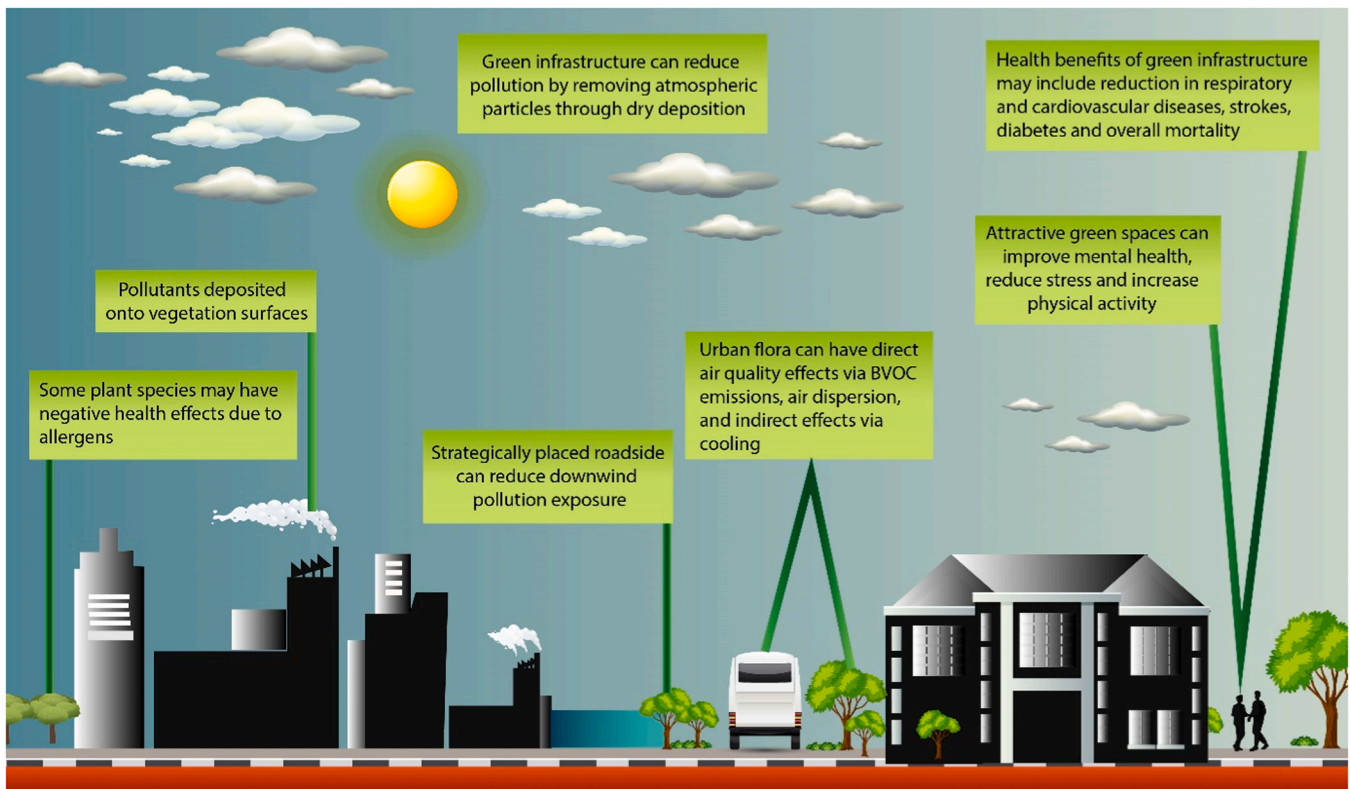 Green infrastructure can reduce
pollution by removing atmospheric
particles through dry deposition
Health benefits of green infrastructure
may include reduction in respiratory
and cardiovascular diseases, strokes,
diabetes and overall mortality
Attractive green spaces can
improve mental health,
reduce stress and increase
physical activity
Pollutants deposited
onto vegetation surfaces
Urban flora can have direct
air quality effects via BVOC
emissions, air dispersion,
and indirect effects via
cooling
Some plant species may have
negative health effects due to
allergens
Strategically placed roadside
can reduce downwind
pollution exposure